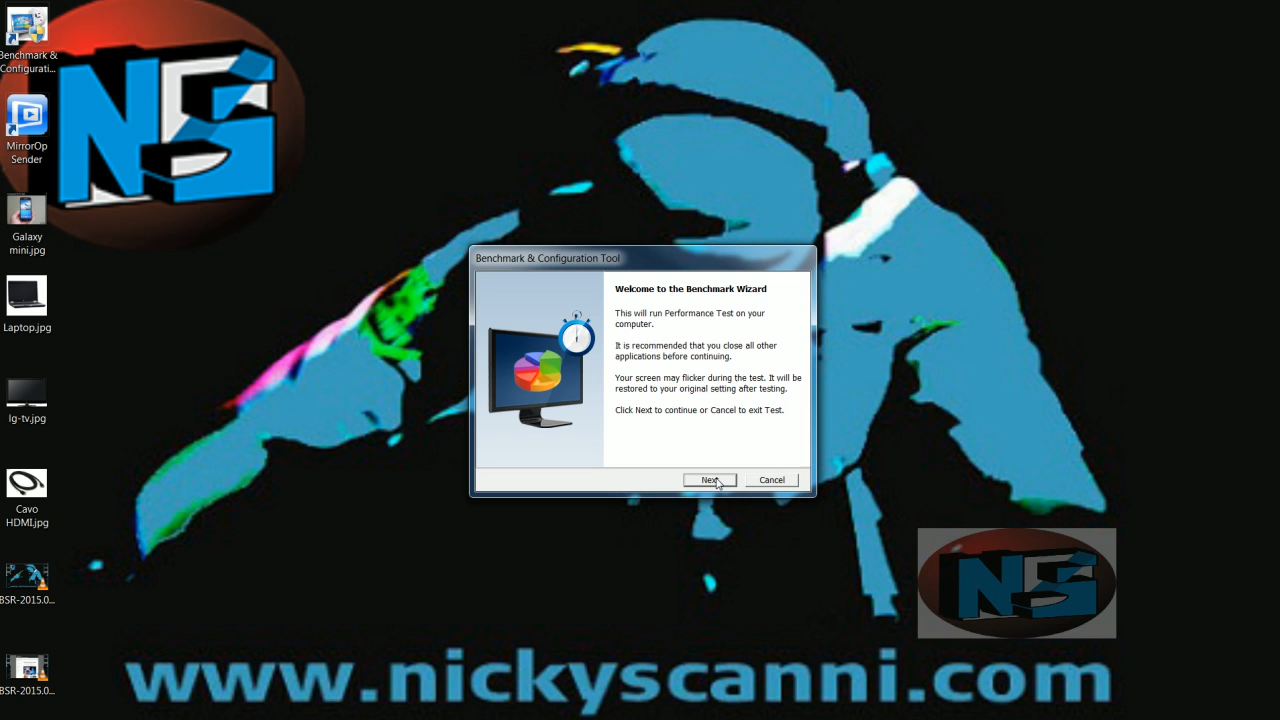 Benchmark &
Configurati...
MirrorOp
Sender
Galaxy
mini.jpg
Laptop.jpg
lg-tv.jpg
Cavo
HDMI.jpg
BSR-2015.0...
BSR-2015.0...
NS
Benchmark & Configuration Tool
Welcome to the Benchmark Wizard
This will run Performance Test on your
computer.
It is recommended that you close all other
applications before continuing.
Your screen may flicker during the test. It will be
restored to your original setting after testing.
Click Next to continue or Cancel to exit Test.
Next
Cancel
NS
www.nickyscanni.com